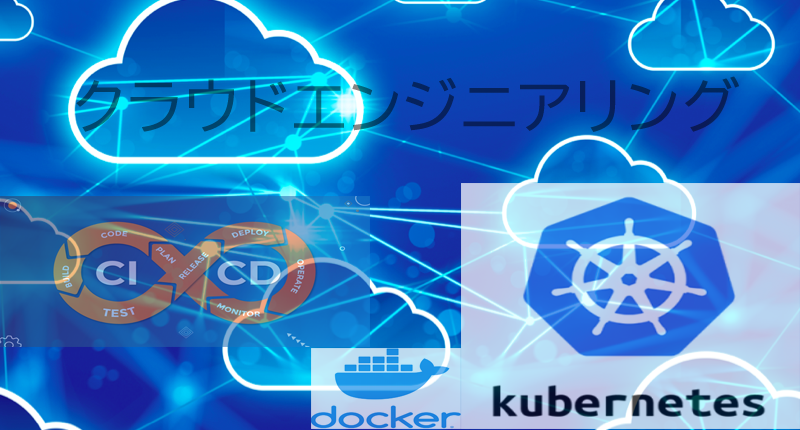 クラウドエンジニアリング
CODE
DEPLOY
PLAN
RELEASE
OPERATE
BUILD
CI
CD
TEST
MONITOR
docker
kubernetes